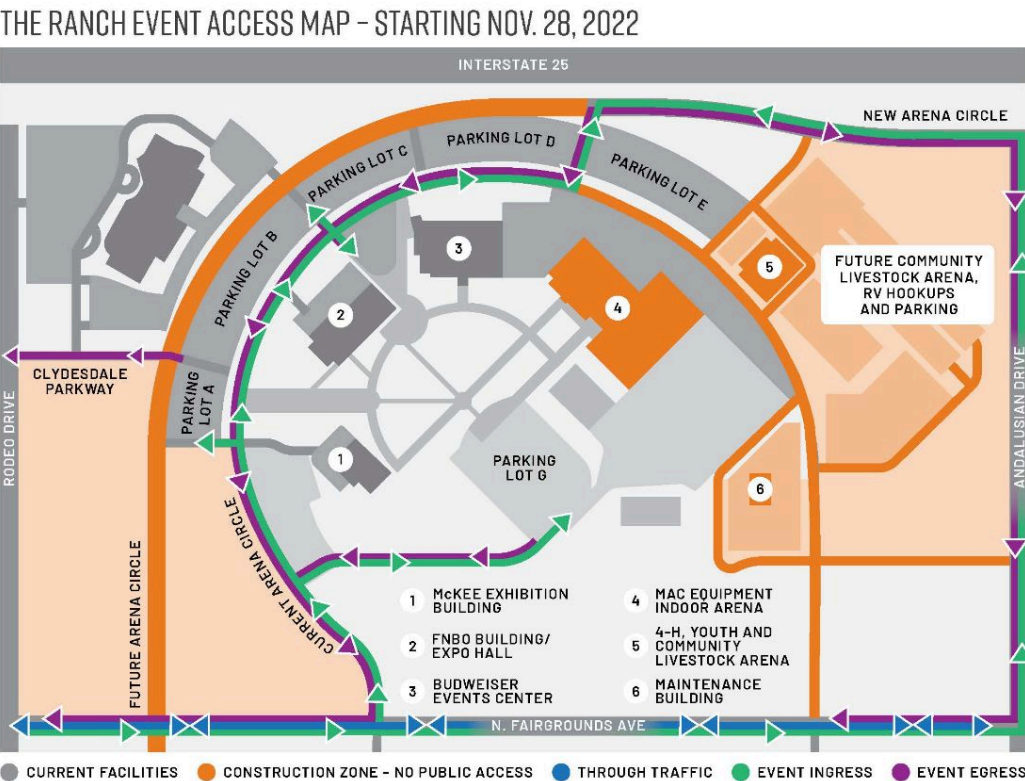 THE RANCH EVENT ACCESS MAP – STARTING NOV. 28, 2022
INTERSTATE 25
NEW ARENA CIRCLE
PARKING LOT C
PARKING LOT D
PARKING LOT E
PARKING LOT B
3
5
FUTURE COMMUNITY
LIVESTOCK ARENA,
RV HOOKUPS
AND PARKING
2
4
CLYDESDALE
PARKWAY
PARKING
LOT A
RODEO DRIVE
ANDALUSIAN DRIVE
1
PARKING
LOT G
6
CURRENT ARENA CIRCLE
FUTURE ARENA CIRCLE
1 McKEE EXHIBITION
BUILDING
2 FNBO BUILDING/
EXPO HALL
3 BUDWEISER
EVENTS CENTER
4 MAC EQUIPMENT
INDOOR ARENA
5 4-H, YOUTH AND
COMMUNITY
LIVESTOCK ARENA
6 MAINTENANCE
BUILDING
N. FAIRGROUNDS AVE
CURRENT FACILITIES
CONSTRUCTION ZONE – NO PUBLIC ACCESS
THROUGH TRAFFIC
EVENT INGRESS
EVENT EGRESS